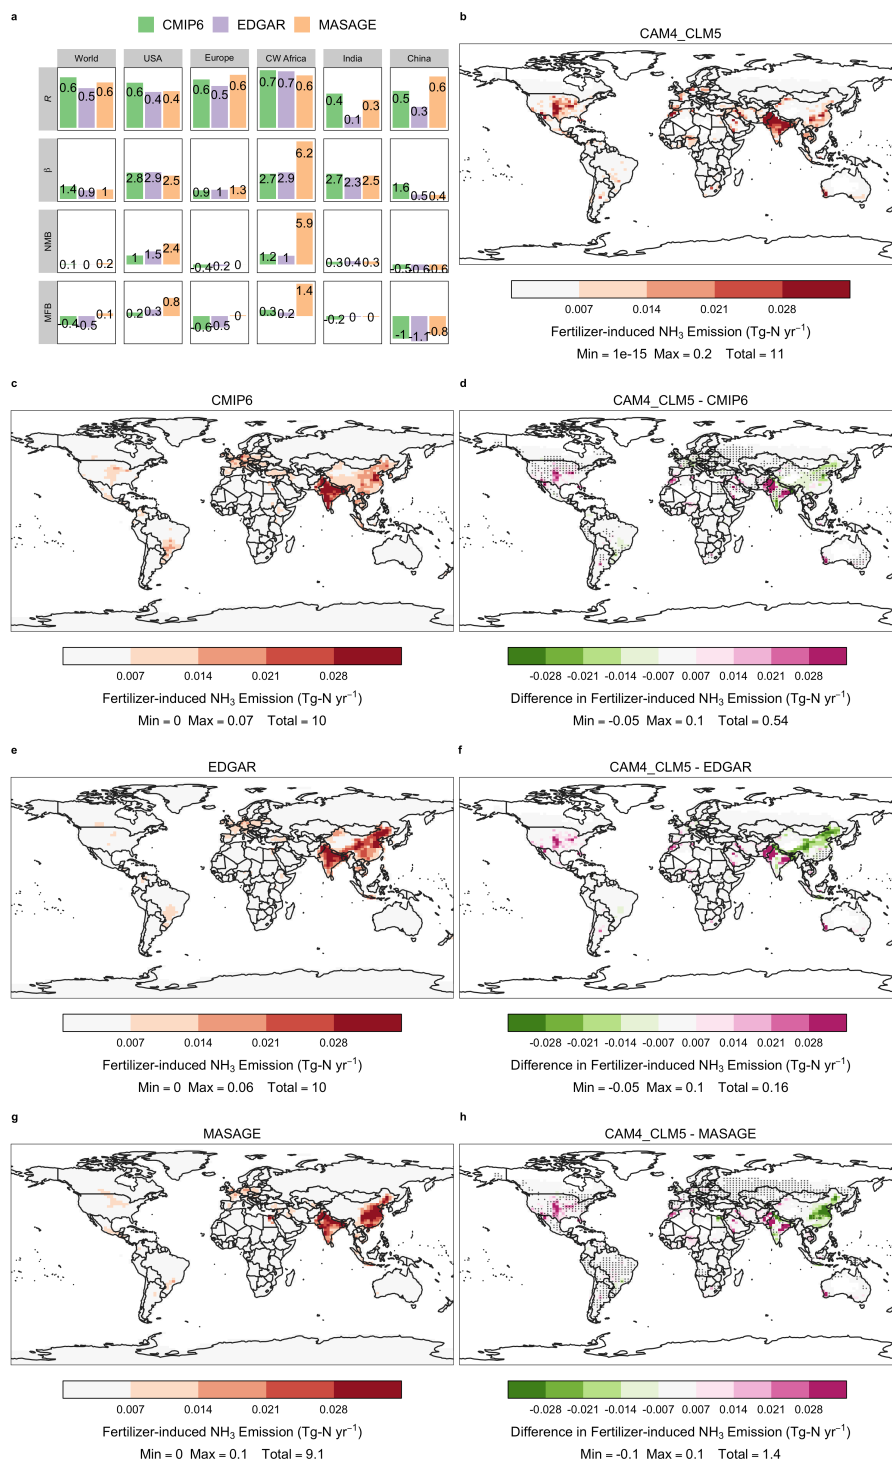 a
CMIP6 EDGAR MASAGE
World USA Europe CW Africa India China
R
0.6 0.5 0.6 0.6 0.4 0.4 0.6 0.5 0.6 0.7 0.7 0.6 0.4 0.1 0.3 0.5 0.3 0.6
β
1.4 0.9 1 2.8 2.9 2.5 0.9 1 1.3 2.7 2.9 6.2 2.7 2.3 2.5 1.6 0.5 0.4
NMB
0.1 0 0.2 1 1.5 2.4 -0.4 -0.2 0 1.2 1 5.9 0.3 0.4 0.3 -0.5 -0.6 -0.6
MFB
-0.4 -0.5 0.1 0.2 0.3 0.8 -0.6 -0.5 0 0.3 0.2 1.4 -0.2 0 0 -1 -1.1 -0.8
b
CAM4_CLM5
0.007 0.014 0.021 0.028
Fertilizer-induced NH₃ Emission (Tg-N yr⁻¹)
Min = 1e-15 Max = 0.2 Total = 11
c
CMIP6
0.007 0.014 0.021 0.028
Fertilizer-induced NH₃ Emission (Tg-N yr⁻¹)
Min = 0 Max = 0.07 Total = 10
d
CAM4_CLM5 - CMIP6
-0.028 -0.021 -0.014 -0.007 0.007 0.014 0.021 0.028
Difference in Fertilizer-induced NH₃ Emission (Tg-N yr⁻¹)
Min = -0.05 Max = 0.1 Total = 0.54
e
EDGAR
0.007 0.014 0.021 0.028
Fertilizer-induced NH₃ Emission (Tg-N yr⁻¹)
Min = 0 Max = 0.06 Total = 10
f
CAM4_CLM5 - EDGAR
-0.028 -0.021 -0.014 -0.007 0.007 0.014 0.021 0.028
Difference in Fertilizer-induced NH₃ Emission (Tg-N yr⁻¹)
Min = -0.05 Max = 0.1 Total = 0.16
g
MASAGE
0.007 0.014 0.021 0.028
Fertilizer-induced NH₃ Emission (Tg-N yr⁻¹)
Min = 0 Max = 0.1 Total = 9.1
h
CAM4_CLM5 - MASAGE
-0.028 -0.021 -0.014 -0.007 0.007 0.014 0.021 0.028
Difference in Fertilizer-induced NH₃ Emission (Tg-N yr⁻¹)
Min = -0.1 Max = 0.1 Total = 1.4